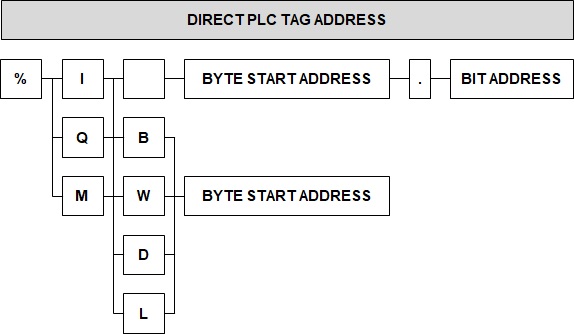 DIRECT PLC TAG ADDRESS
% I BYTE START ADDRESS . BIT ADDRESS
Q B
M W BYTE START ADDRESS
D
L